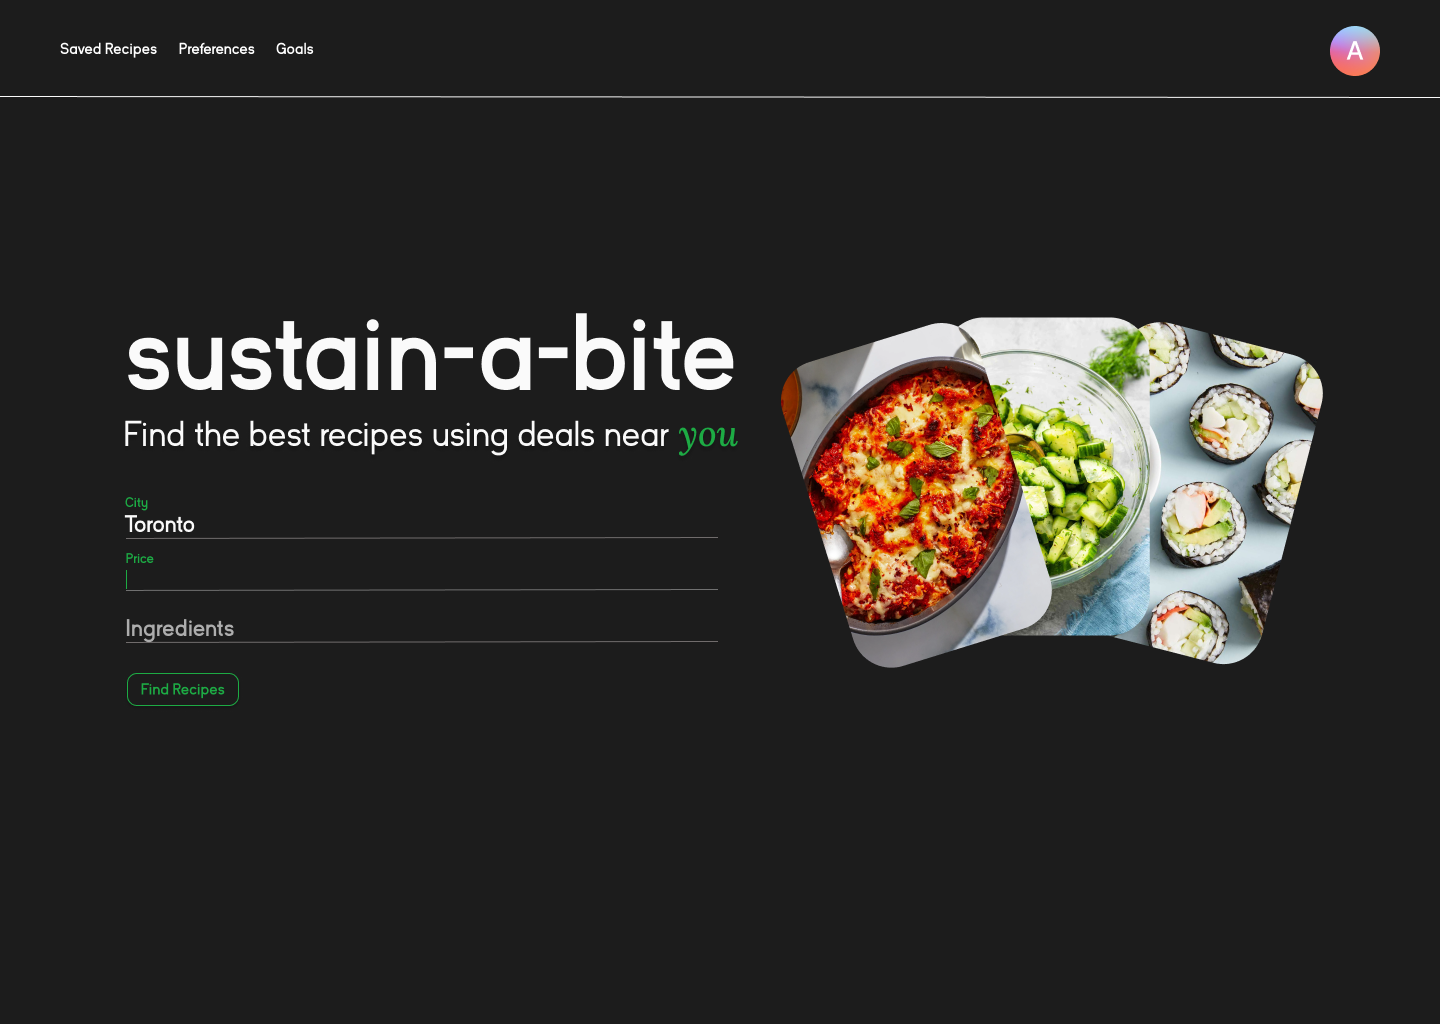 Saved Recipes Preferences Goals A
sustain-a-bite
Find the best recipes using deals near you
City
Toronto
Price
Ingredients
Find Recipes